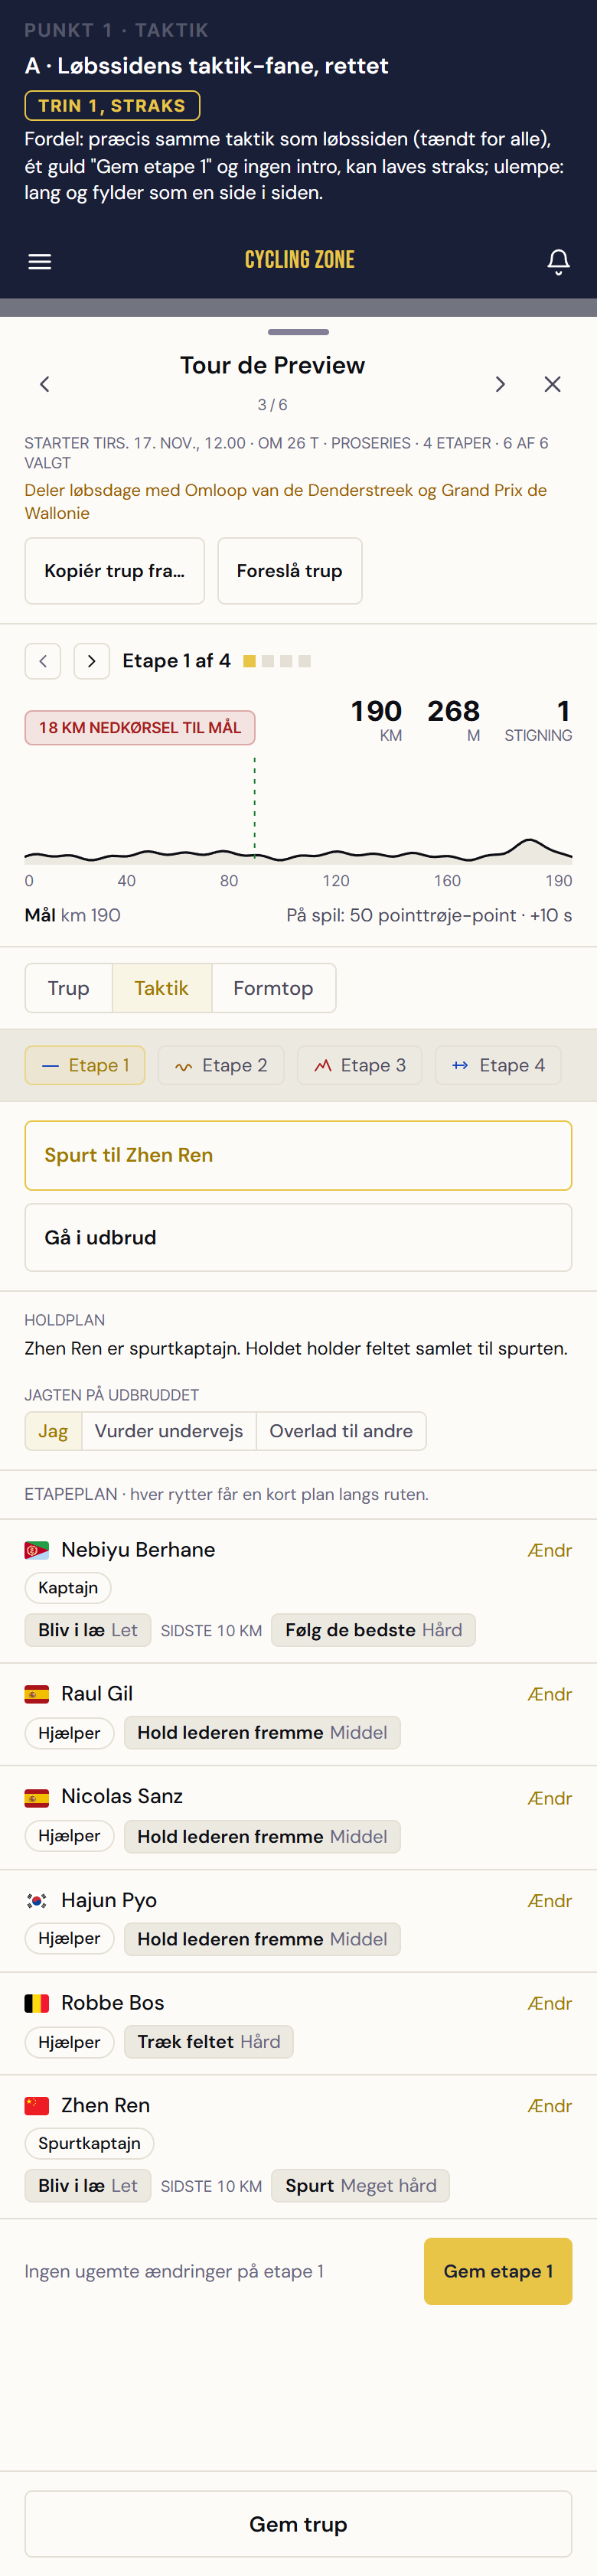 PUNKT 1 · TAKTIK
A · Løbssidens taktik-fane, rettet
TRIN 1, STRAKS
Fordel: præcis samme taktik som løbssiden (tændt for alle),
ét guld "Gem etape 1" og ingen intro, kan laves straks; ulempe:
lang og fylder som en side i siden.
CYCLING ZONE
Tour de Preview
3 / 6
STARTER TIRS. 17. NOV., 12.00 · OM 26 T · PROSERIES · 4 ETAPER · 6 AF 6
VALGT
Deler løbsdage med Omloop van de Denderstreek og Grand Prix de
Wallonie
Kopiér trup fra...
Foreslå trup
Etape 1 af 4
18 KM NEDKØRSEL TIL MÅL
190 268 1
KM M STIGNING
0 40 80 120 160 190
Mål km 190
På spil: 50 pointtrøje-point · +10 s
Trup Taktik Formtop
Etape 1 Etape 2 Etape 3 Etape 4
Spurt til Zhen Ren
Gå i udbrud
HOLDPLAN
Zhen Ren er spurtkaptajn. Holdet holder feltet samlet til spurten.
JAGTEN PÅ UDBRUDDET
Jag Vurder undervejs Overlad til andre
ETAPEPLAN · hver rytter får en kort plan langs ruten.
Nebiyu Berhane Ændr
Kaptajn
Bliv i læ Let SIDSTE 10 KM Følg de bedste Hård
Raul Gil Ændr
Hjælper Hold lederen fremme Middel
Nicolas Sanz Ændr
Hjælper Hold lederen fremme Middel
Hajun Pyo Ændr
Hjælper Hold lederen fremme Middel
Robbe Bos Ændr
Hjælper Træk feltet Hård
Zhen Ren Ændr
Spurtkaptajn
Bliv i læ Let SIDSTE 10 KM Spurt Meget hård
Ingen ugemte ændringer på etape 1
Gem etape 1
Gem trup